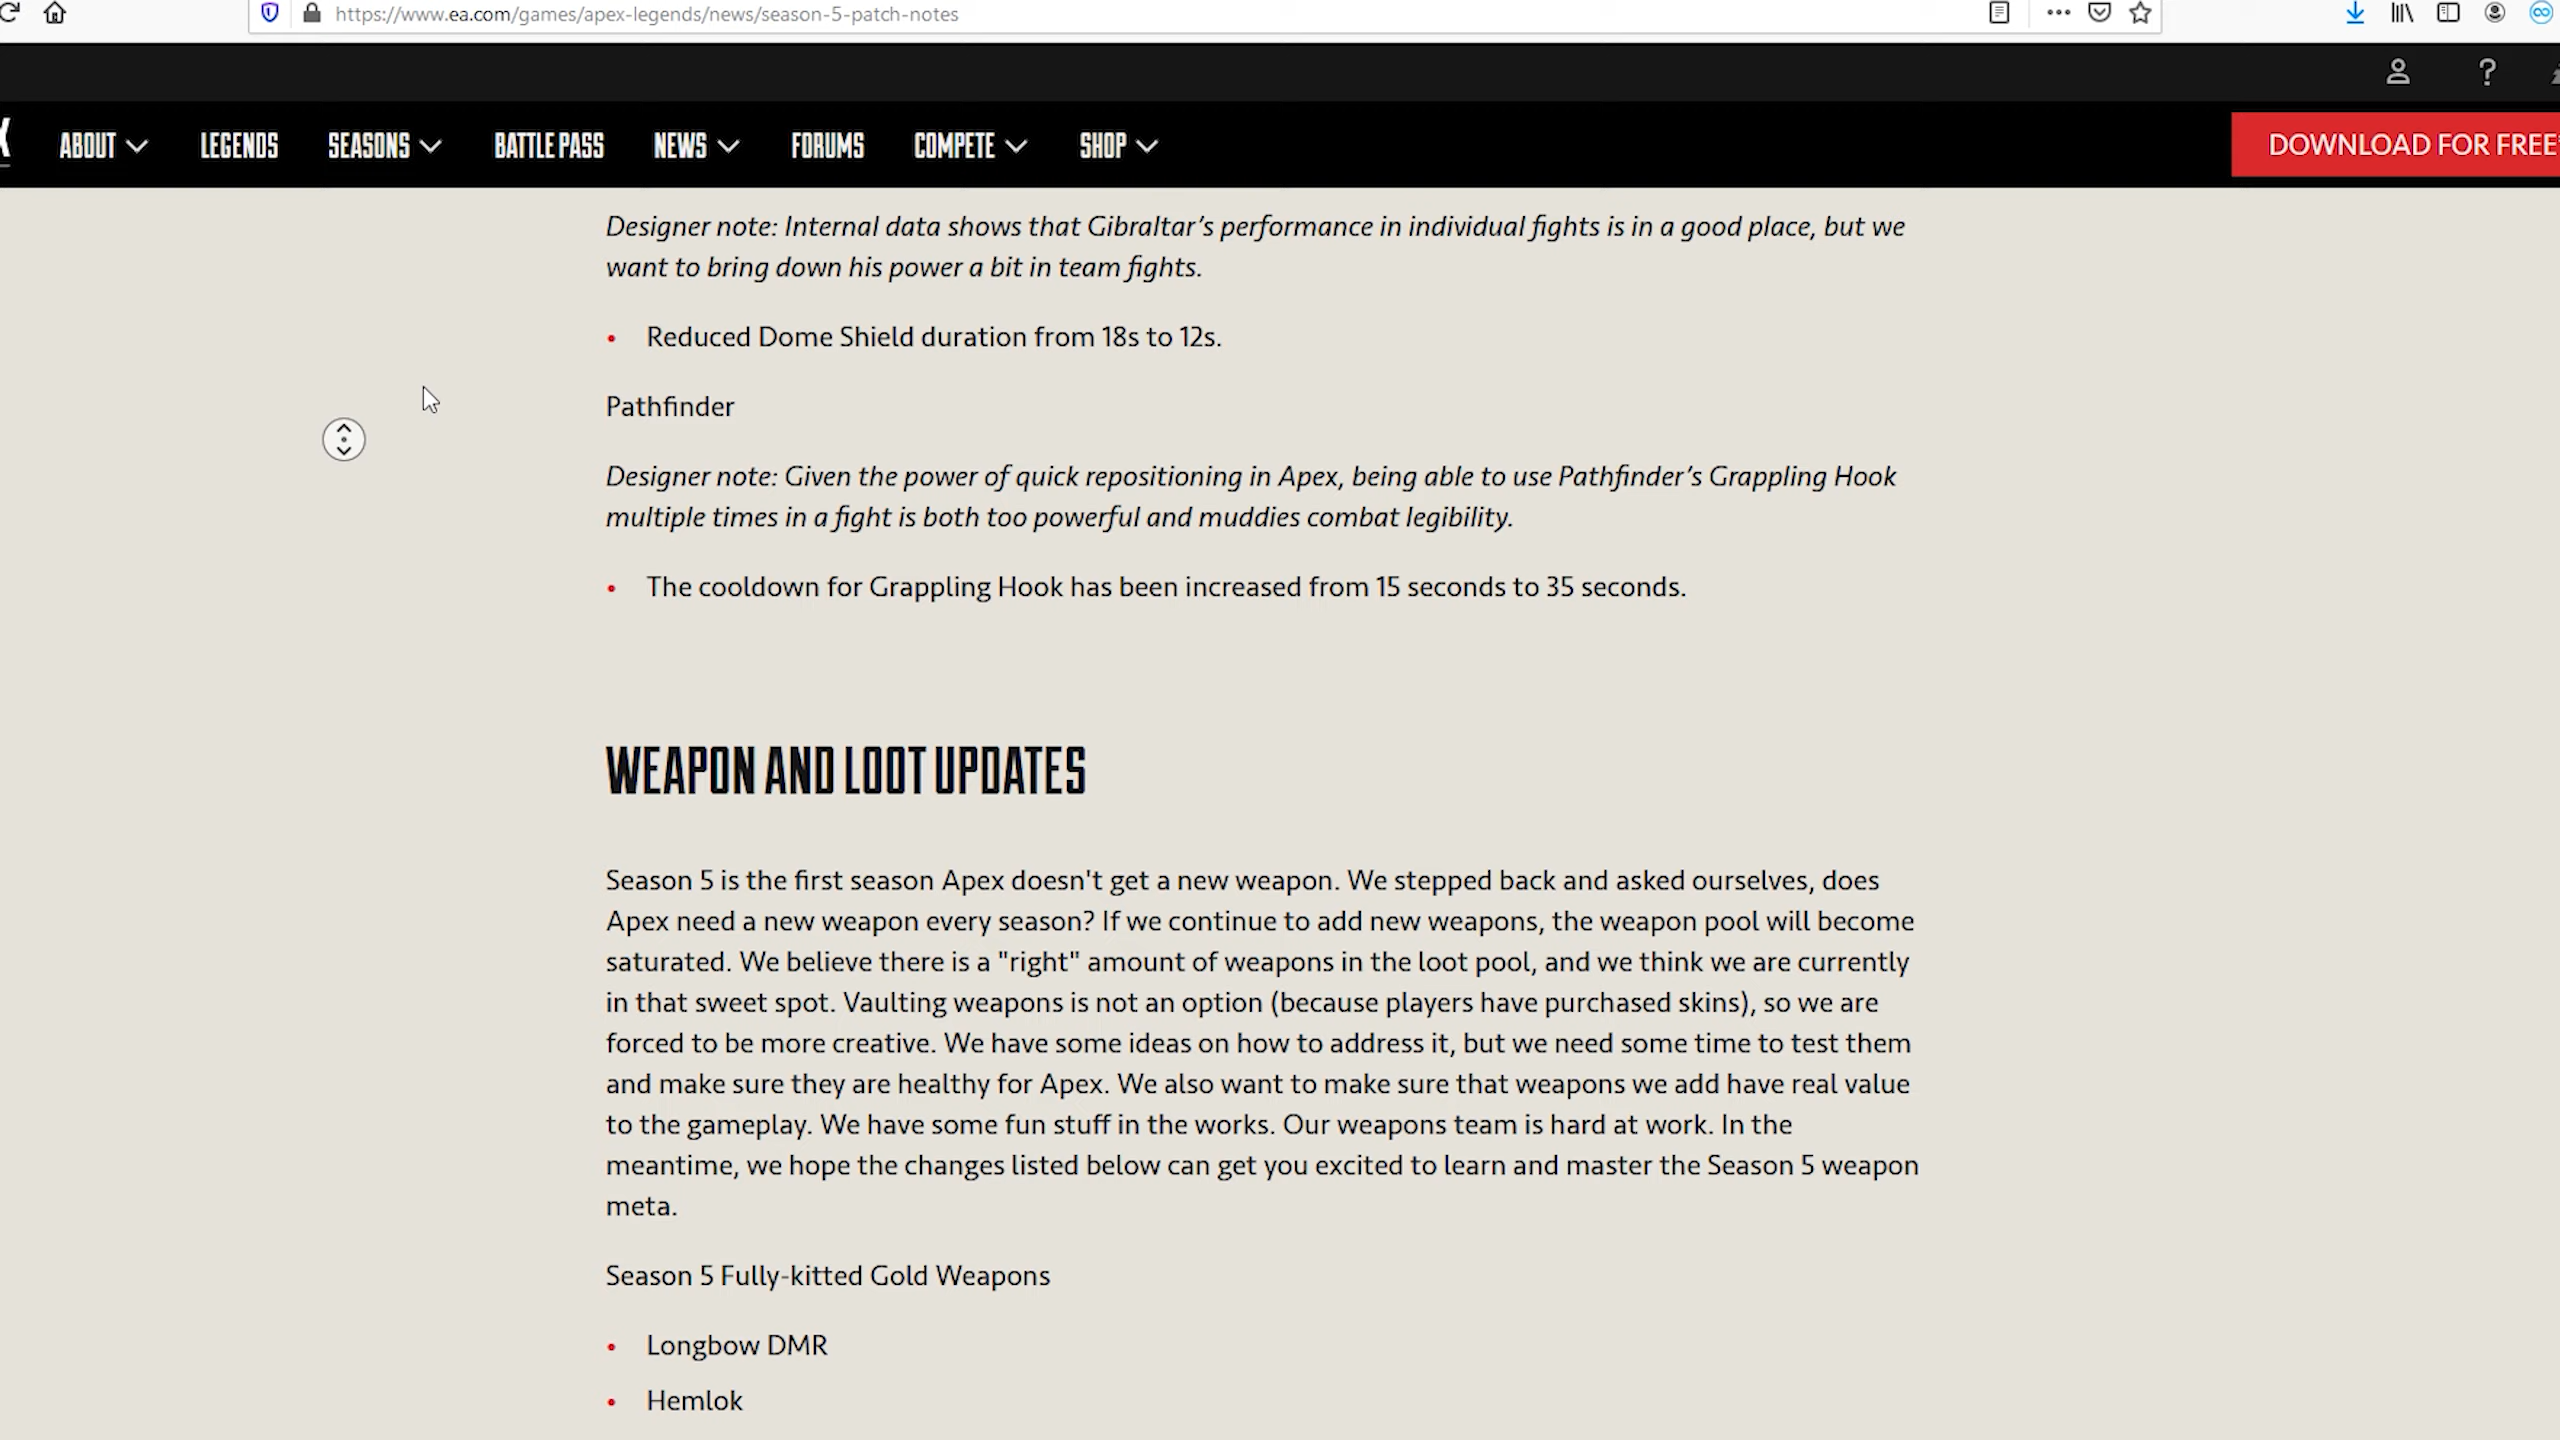 https://www.ea.com/games/apex-legends/news/season-5-patch-notes
X ABOUT LEGENDS SEASONS BATTLE PASS NEWS FORUMS COMPETE SHOP DOWNLOAD FOR FREE*
Designer note: Internal data shows that Gibraltar’s performance in individual fights is in a good place, but we
want to bring down his power a bit in team fights.
• Reduced Dome Shield duration from 18s to 12s.
Pathfinder
Designer note: Given the power of quick repositioning in Apex, being able to use Pathfinder’s Grappling Hook
multiple times in a fight is both too powerful and muddies combat legibility.
• The cooldown for Grappling Hook has been increased from 15 seconds to 35 seconds.
WEAPON AND LOOT UPDATES
Season 5 is the first season Apex doesn't get a new weapon. We stepped back and asked ourselves, does
Apex need a new weapon every season? If we continue to add new weapons, the weapon pool will become
saturated. We believe there is a "right" amount of weapons in the loot pool, and we think we are currently
in that sweet spot. Vaulting weapons is not an option (because players have purchased skins), so we are
forced to be more creative. We have some ideas on how to address it, but we need some time to test them
and make sure they are healthy for Apex. We also want to make sure that weapons we add have real value
to the gameplay. We have some fun stuff in the works. Our weapons team is hard at work. In the
meantime, we hope the changes listed below can get you excited to learn and master the Season 5 weapon
meta.
Season 5 Fully-kitted Gold Weapons
• Longbow DMR
• Hemlok